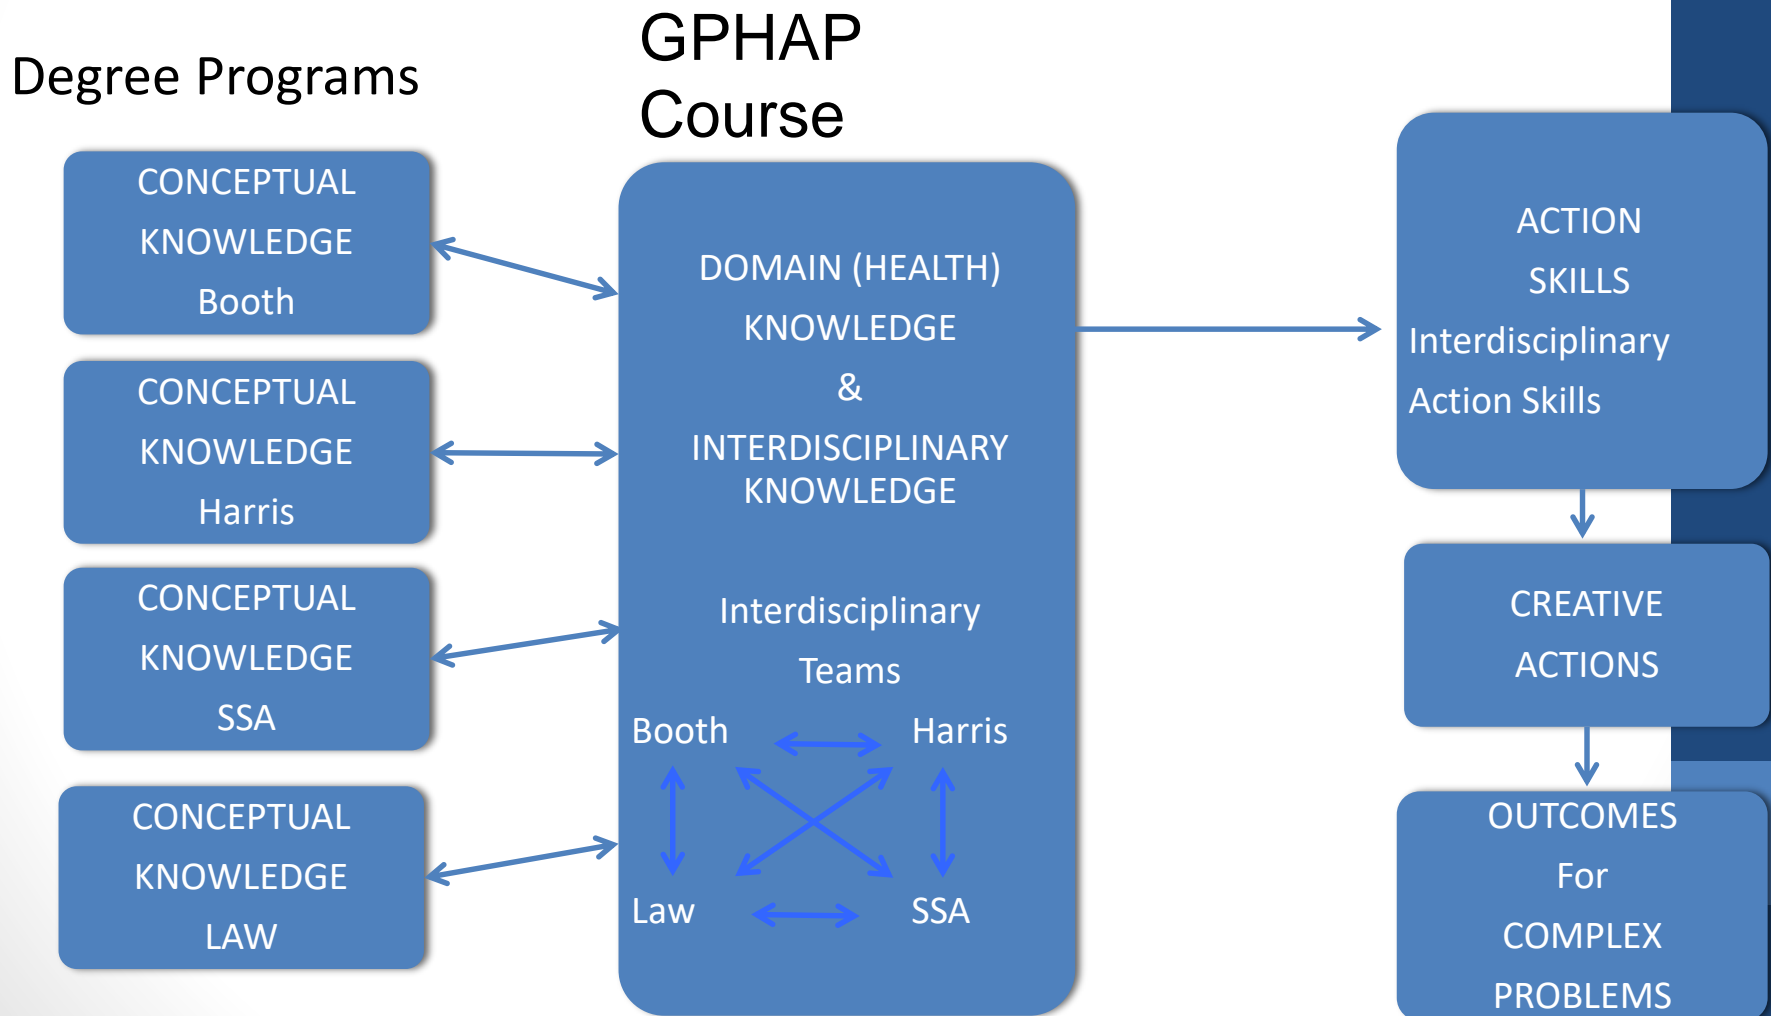 Degree Programs
GPHAP
Course
CONCEPTUAL
KNOWLEDGE
Booth
CONCEPTUAL
KNOWLEDGE
Harris
CONCEPTUAL
KNOWLEDGE
SSA
CONCEPTUAL
KNOWLEDGE
LAW
DOMAIN (HEALTH)
KNOWLEDGE
&
INTERDISCIPLINARY
KNOWLEDGE
Interdisciplinary
Teams
Booth Harris
Law SSA
ACTION
SKILLS
Interdisciplinary
Action Skills
CREATIVE
ACTIONS
OUTCOMES
For
COMPLEX
PROBLEMS